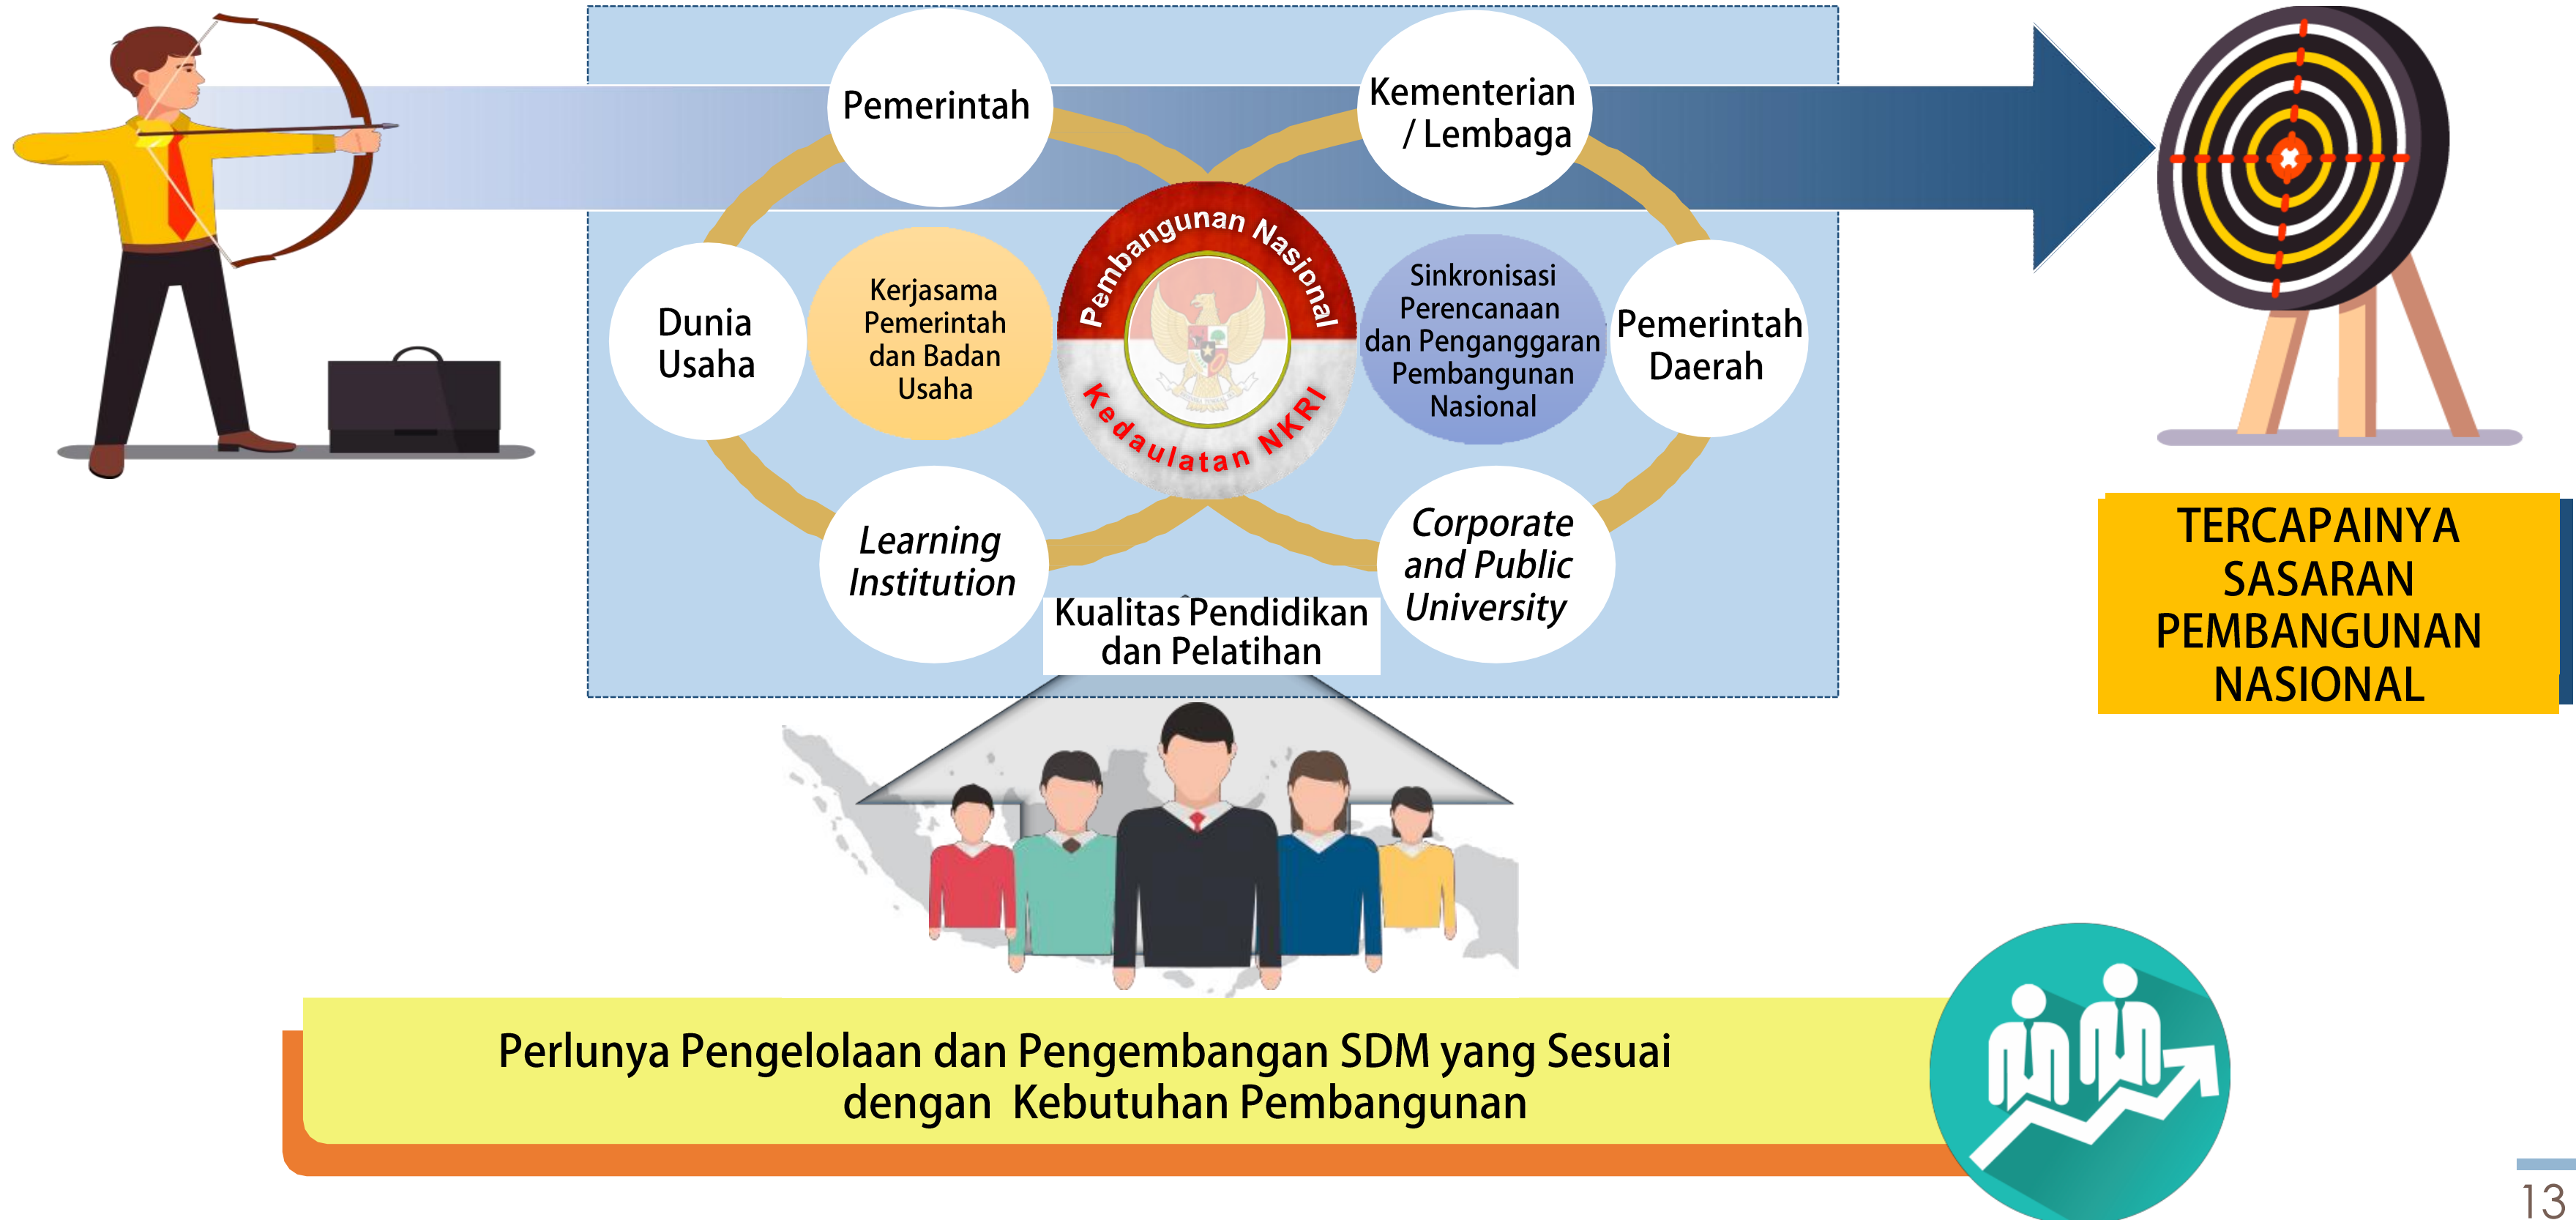 Pemerintah
Kementerian
/ Lembaga
Pembangunan Nasional
Kedaulatan NKRI
Dunia
Usaha
Kerjasama
Pemerintah
dan Badan
Usaha
Sinkronisasi
Perencanaan
dan Penganggaran
Pembangunan
Nasional
Pemerintah
Daerah
Learning
Institution
Corporate
and Public
University
Kualitas Pendidikan
dan Pelatihan
TERCAPAINYA
SASARAN
PEMBANGUNAN
NASIONAL
Perlunya Pengelolaan dan Pengembangan SDM yang Sesuai
dengan  Kebutuhan Pembangunan
13